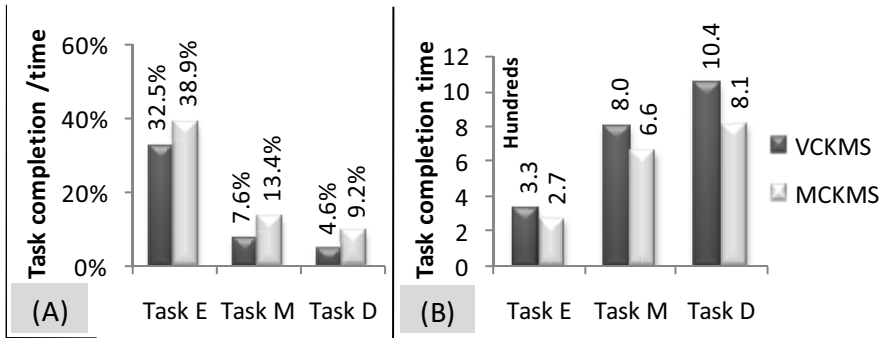 Task completion /time
60%
40%
20%
0%
32.5%
38.9%
7.6%
13.4%
4.6%
9.2%
Task E Task M Task D
(A)
Task completion time
Hundreds
12
10
8
6
4
2
0
3.3
2.7
8.0
6.6
10.4
8.1
Task E Task M Task D
(B)
VCKMS
MCKMS